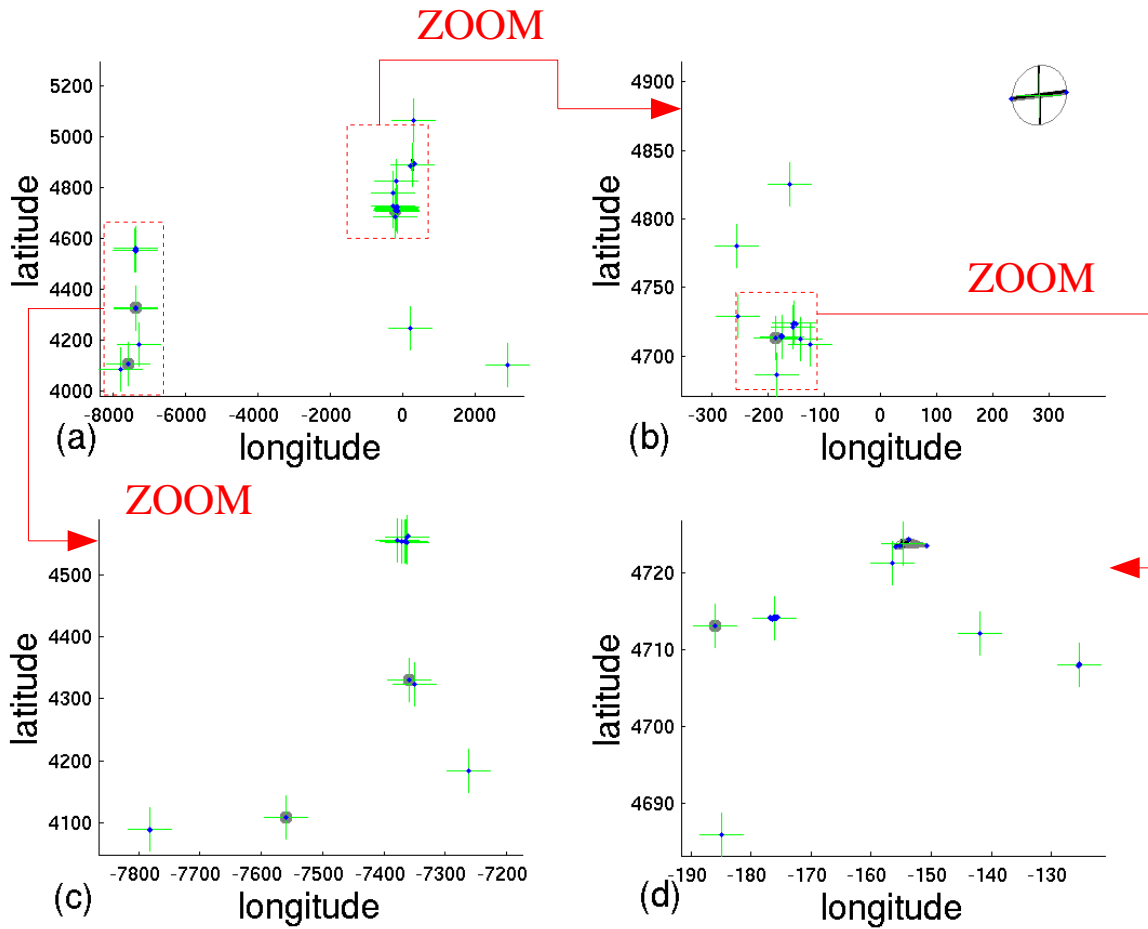 ZOOM
5200
5000
4800
4600
4400
4200
4000
latitude
-8000 -6000 -4000 -2000 0 2000
(a) longitude
4900
4850
4800
4750
4700
latitude
ZOOM
-300 -200 -100 0 100 200 300
(b) longitude
ZOOM
4500
4400
4300
4200
4100
latitude
-7800 -7700 -7600 -7500 -7400 -7300 -7200
(c) longitude
4720
4710
4700
4690
latitude
-190 -180 -170 -160 -150 -140 -130
(d) longitude